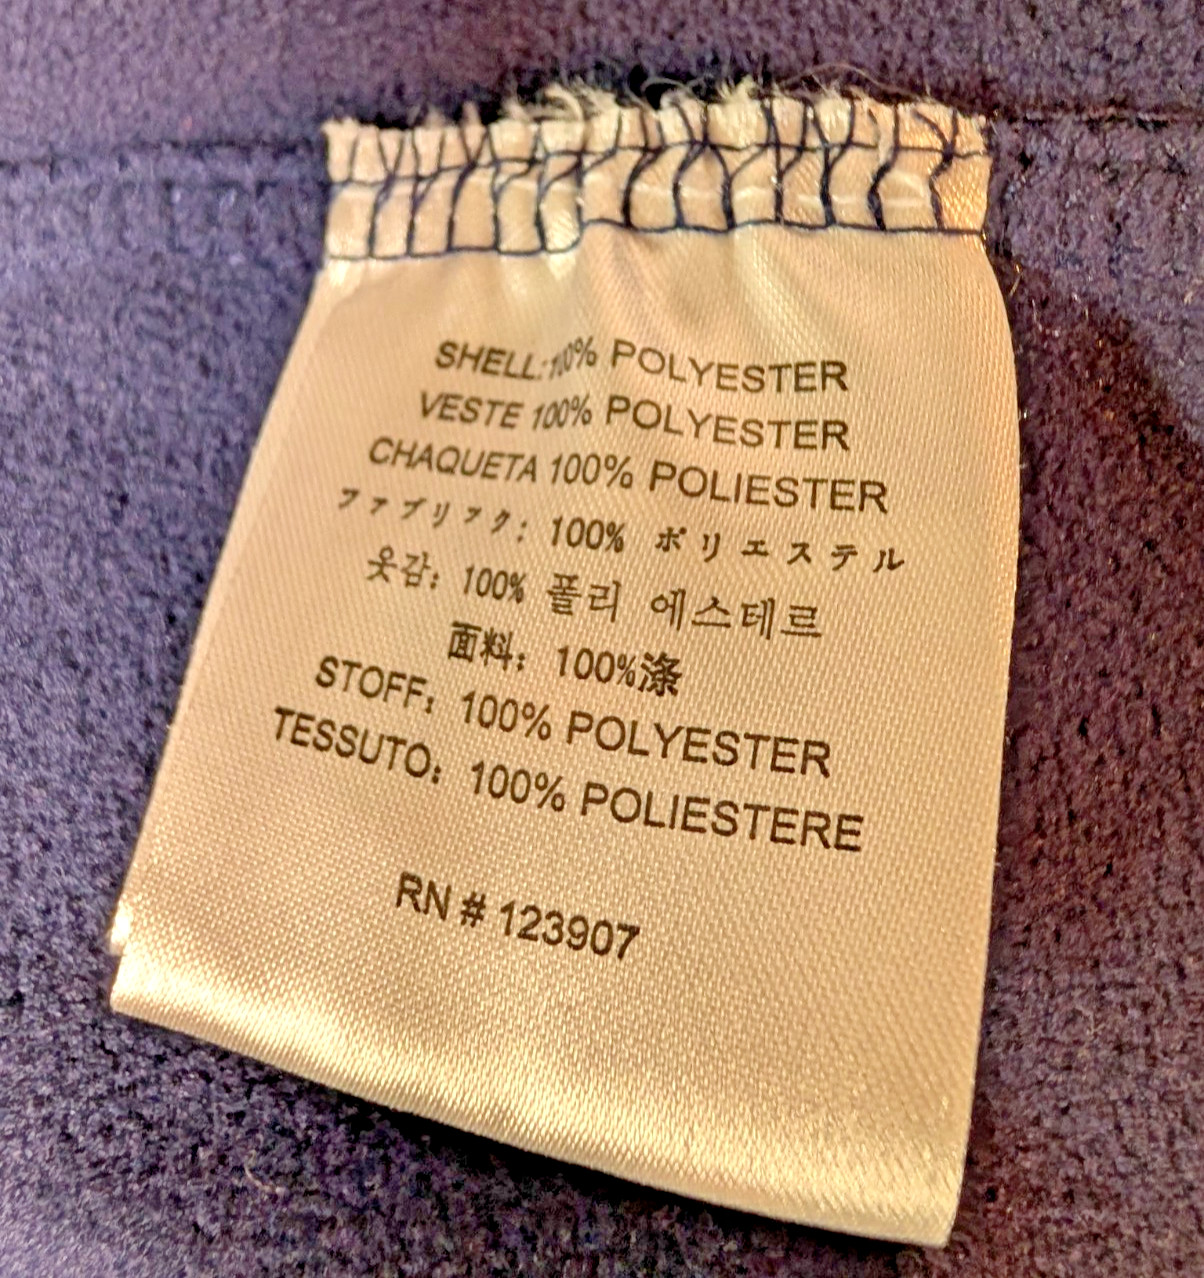 SHELL:100% POLYESTER
VESTE 100% POLYESTER
CHAQUETA 100% POLIESTER
ファブリック: 100% ポリエステル
옷감: 100% 폴리 에스테르
面料: 100%涤
STOFF: 100% POLYESTER
TESSUTO: 100% POLIESTERE
RN # 123907